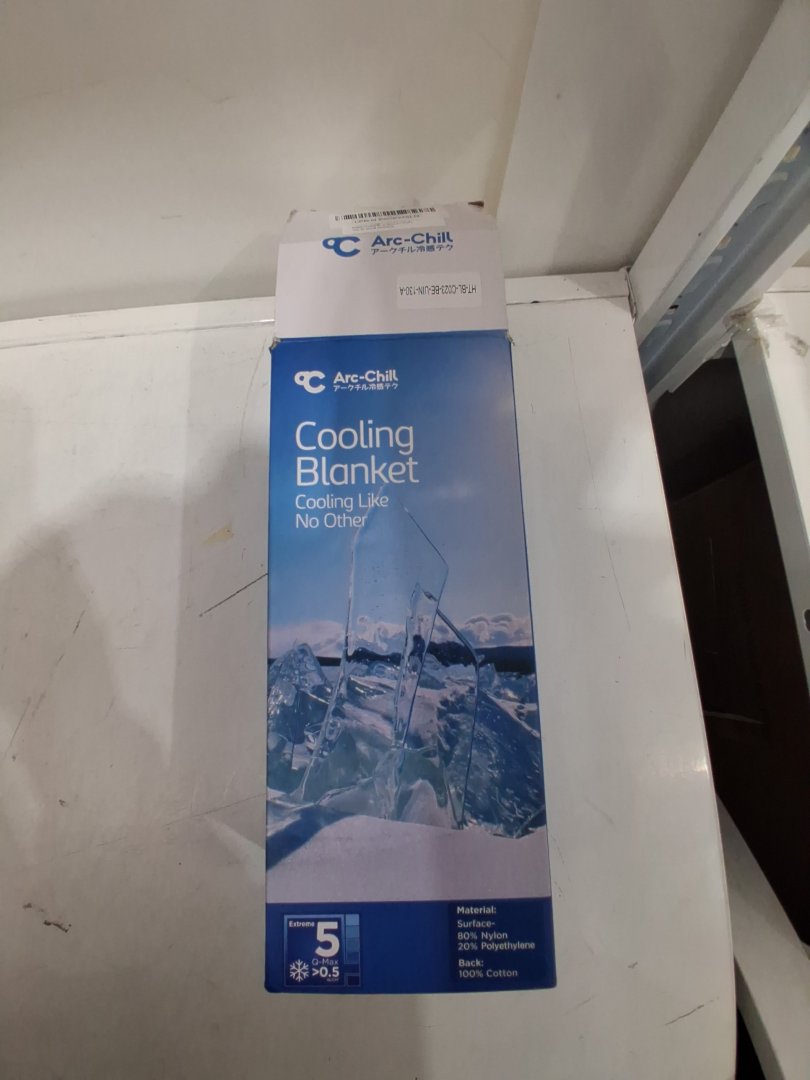 Arc-Chill
アークチル冷感テク
HT-BL-C023-BE-UN-130-A
Arc-Chill
アークチル冷感テク
Cooling
Blanket
Cooling Like
No Other
Extreme
5
Q-Max
>0.5
Material:
Surface-
80% Nylon
20% Polyethylene
Back:
100% Cotton